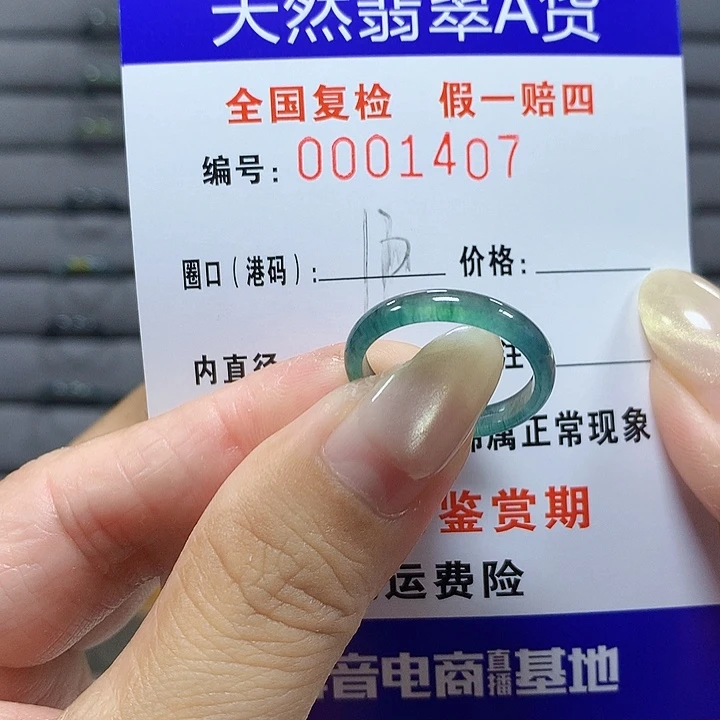 天然翡翠A货
全国复检 假一赔四
编号: 0001407
圈口（港码）: 价格:
内直径 注
属正常现象
鉴赏期
运费险
音电商直播基地